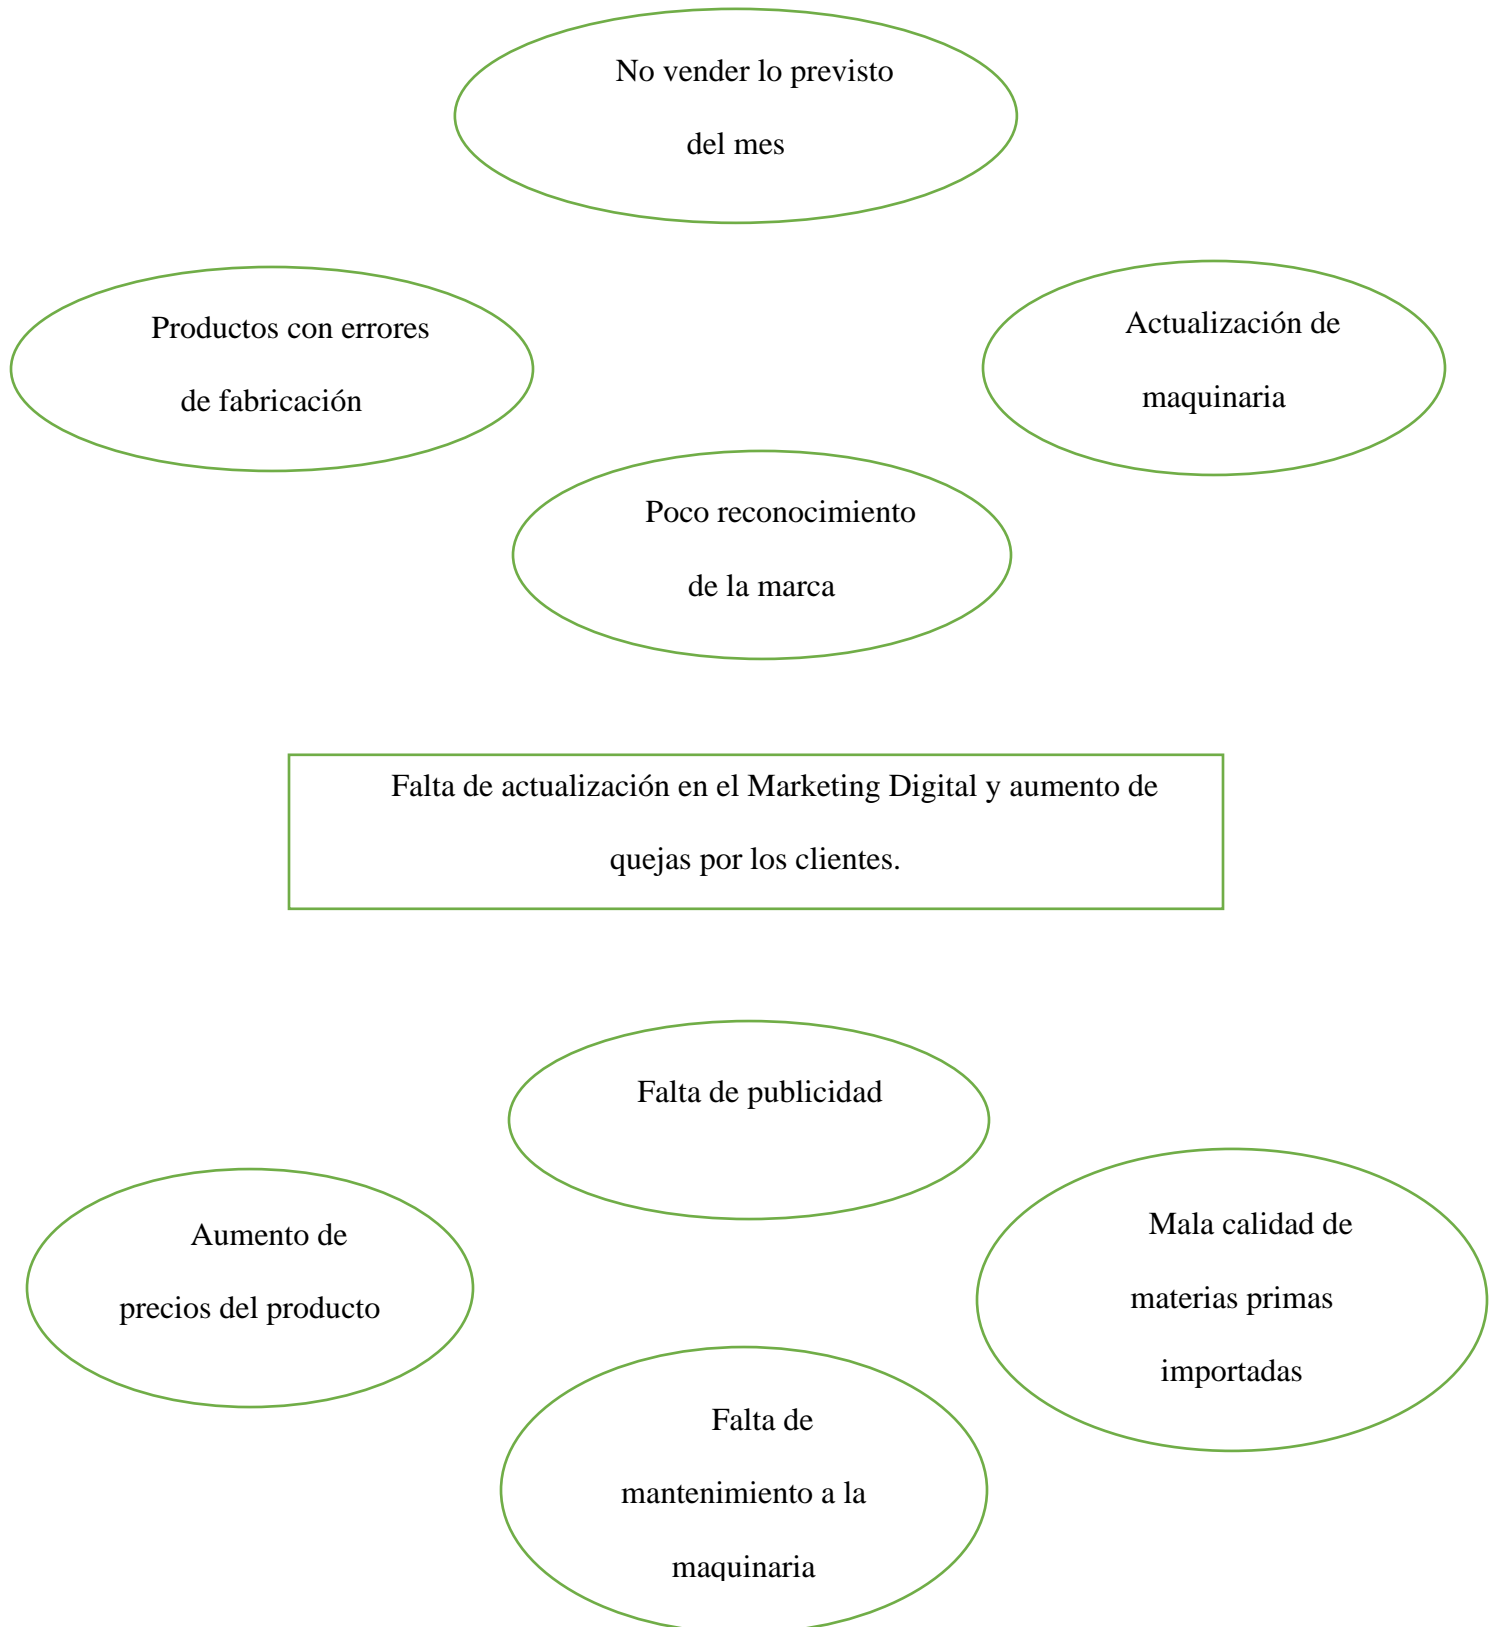 No vender lo previsto
del mes
Productos con errores
de fabricación
Actualización de
maquinaria
Poco reconocimiento
de la marca
Falta de actualización en el Marketing Digital y aumento de
quejas por los clientes.
Falta de publicidad
Aumento de
precios del producto
Mala calidad de
materias primas
importadas
Falta de
mantenimiento a la
maquinaria